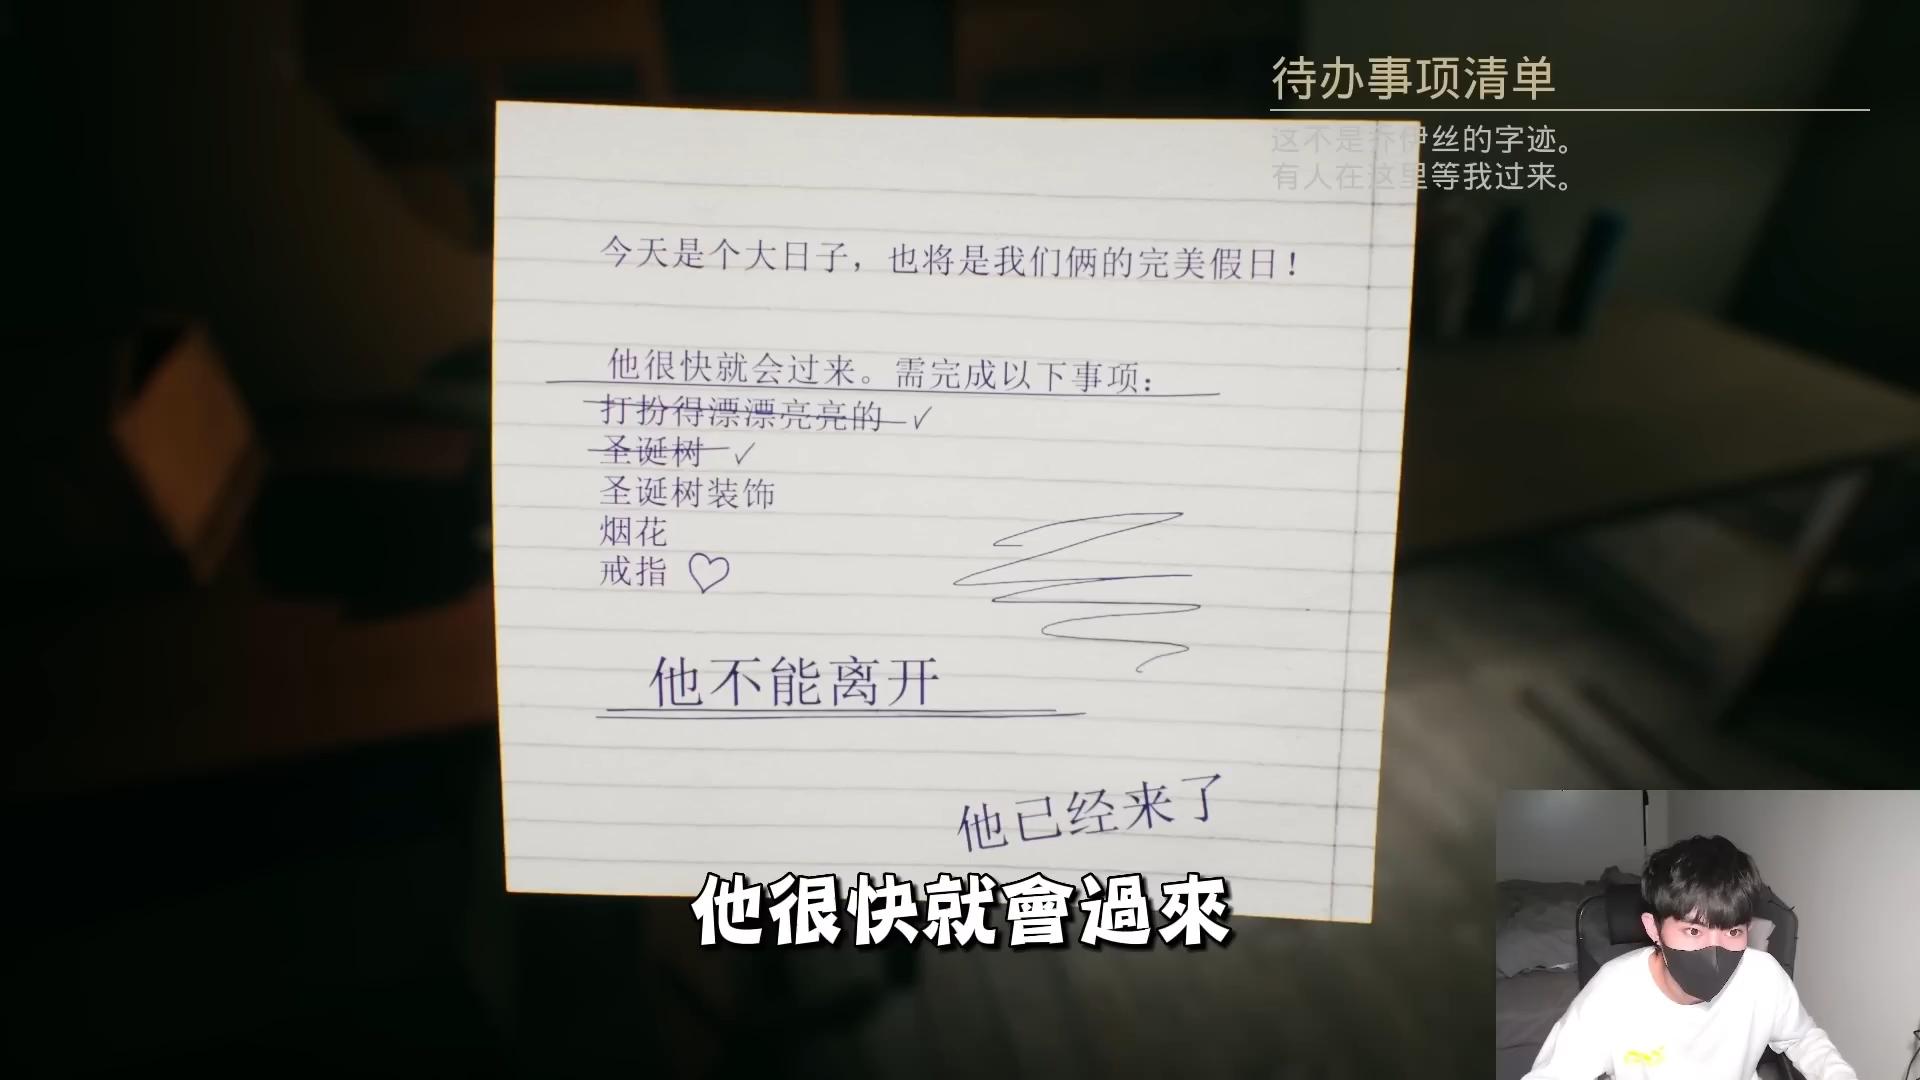 待办事项清单
这不是乔伊丝的字迹。
有人在这里等我过来。
今天是个大日子，也将是我们俩的完美假日！
他很快就会过来。需完成以下事项：
打扮得漂漂亮亮的 ✓
圣诞树 ✓
圣诞树装饰
烟花
戒指 ♡
他不能离开
他已经来了
他很快就會過來